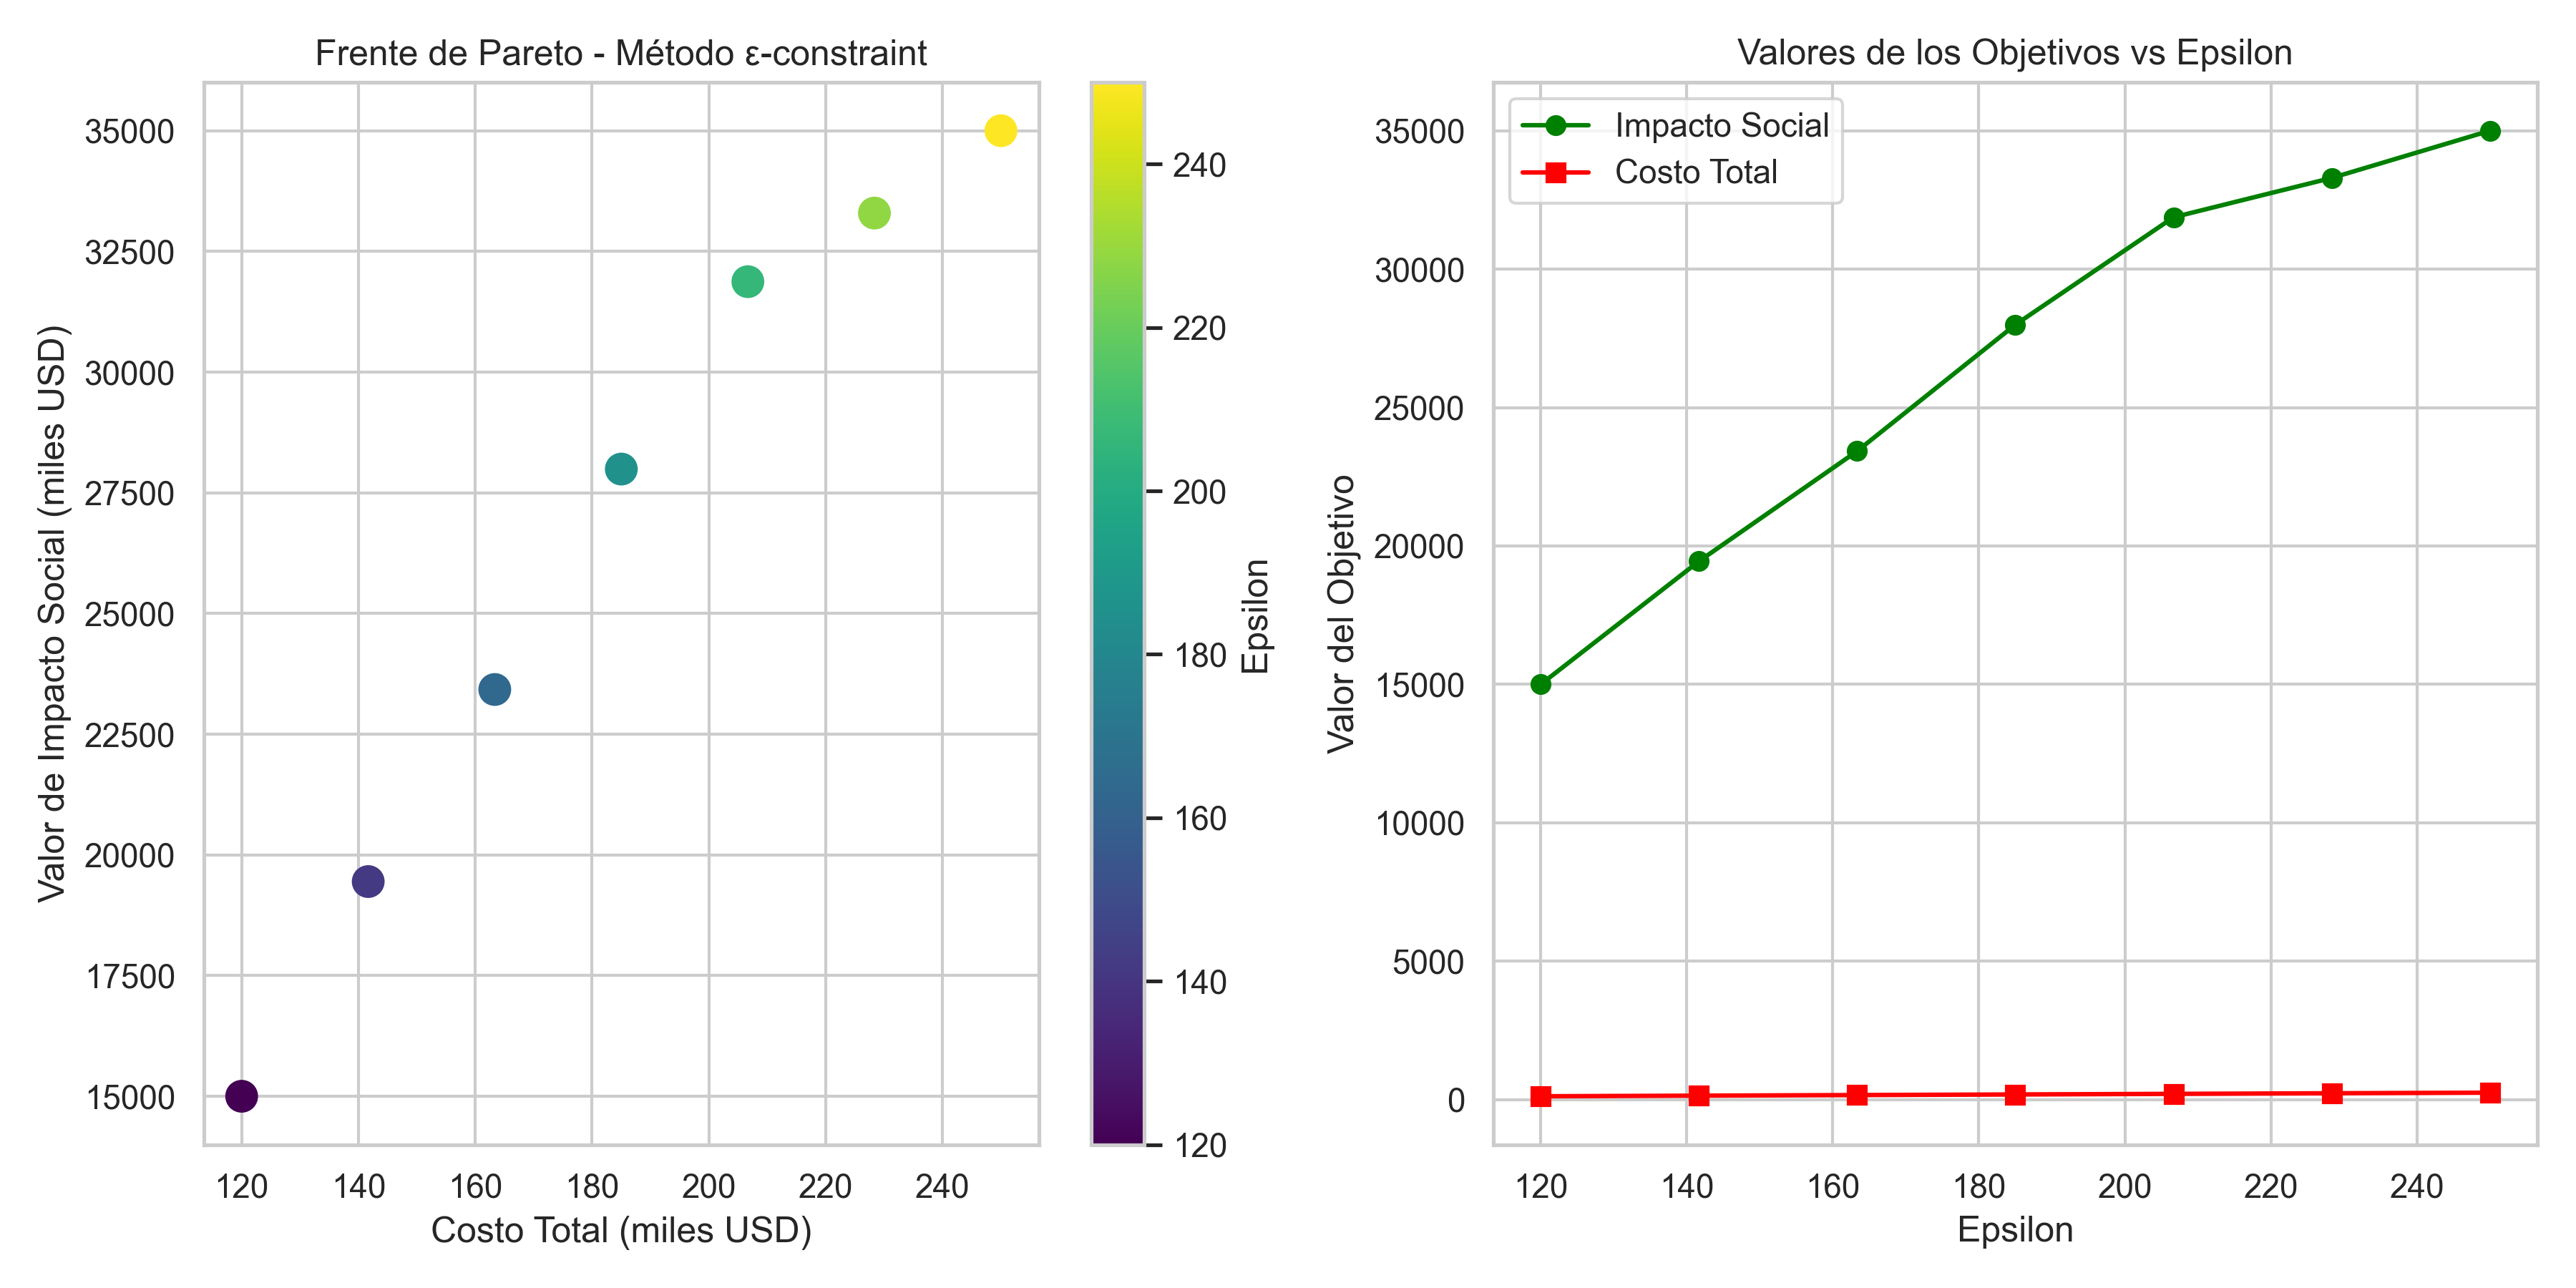 Frente de Pareto - Método ε-constraint
35000
32500
30000
27500
25000
22500
20000
17500
15000
Valor de Impacto Social (miles USD)
120 140 160 180 200 220 240
Costo Total (miles USD)
240
220
200
180
160
140
120
Epsilon
Valores de los Objetivos vs Epsilon
Impacto Social
Costo Total
35000
30000
25000
20000
15000
10000
5000
0
Valor del Objetivo
120 140 160 180 200 220 240
Epsilon